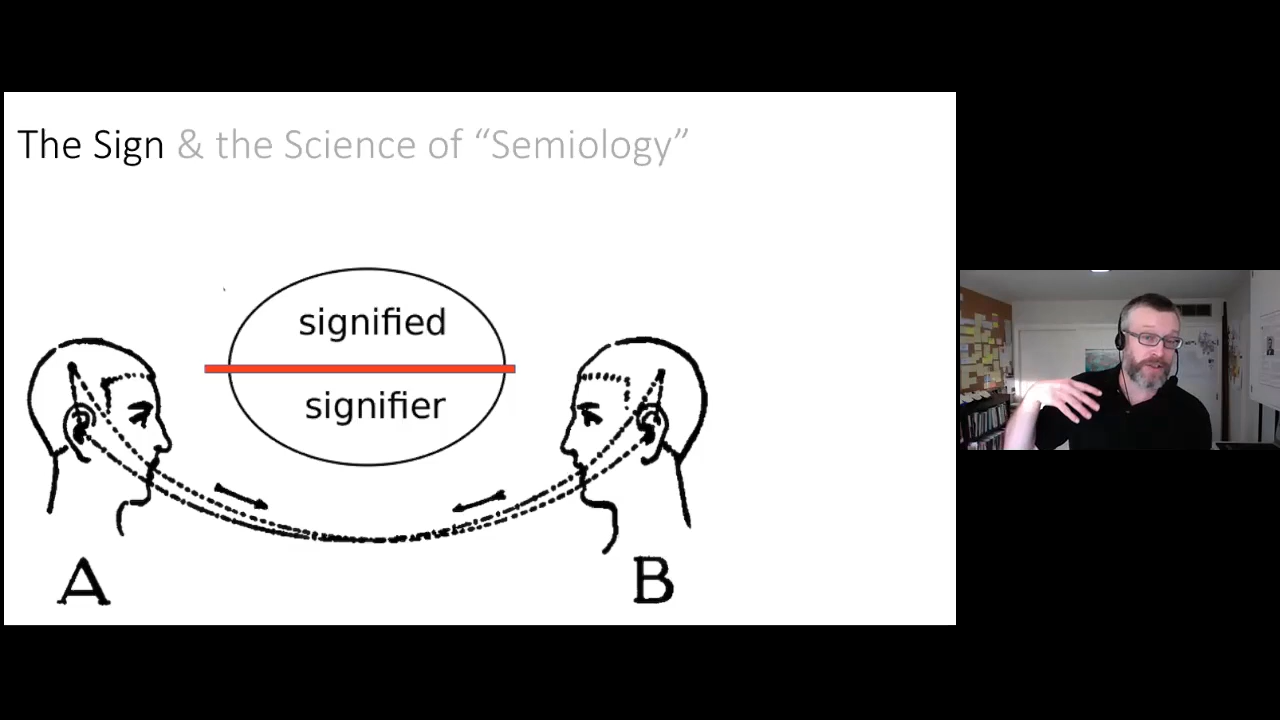 The Sign & the Science of “Semiology”
signified
signifier
A
B